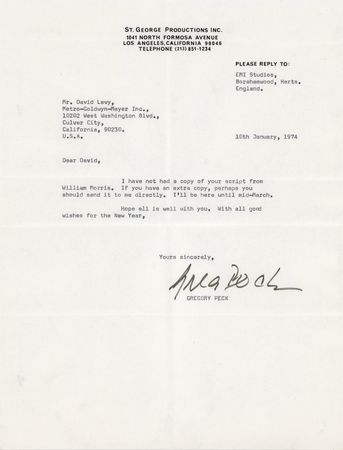 ST. GEORGE PRODUCTIONS INC.
1041 NORTH FORMOSA AVENUE
LOS ANGELES, CALIFORNIA 90046
TELEPHONE (213) 851-1234
PLEASE REPLY TO:
EMI Studios,
Borehamwood, Herts.
England.
Mr. David Levy,
Metro-Goldwyn-Mayer Inc.,
10202 West Washington Blvd.,
Culver City,
California, 90230.
U.S.A.
10th January, 1974
Dear David,
I have not had a copy of your script from
William Morris. If you have an extra copy, perhaps you
should send it to me directly. I'll be here until mid-March.
Hope all is well with you. With all good
wishes for the New Year,
Yours sincerely,
Greg Peck
GREGORY PECK